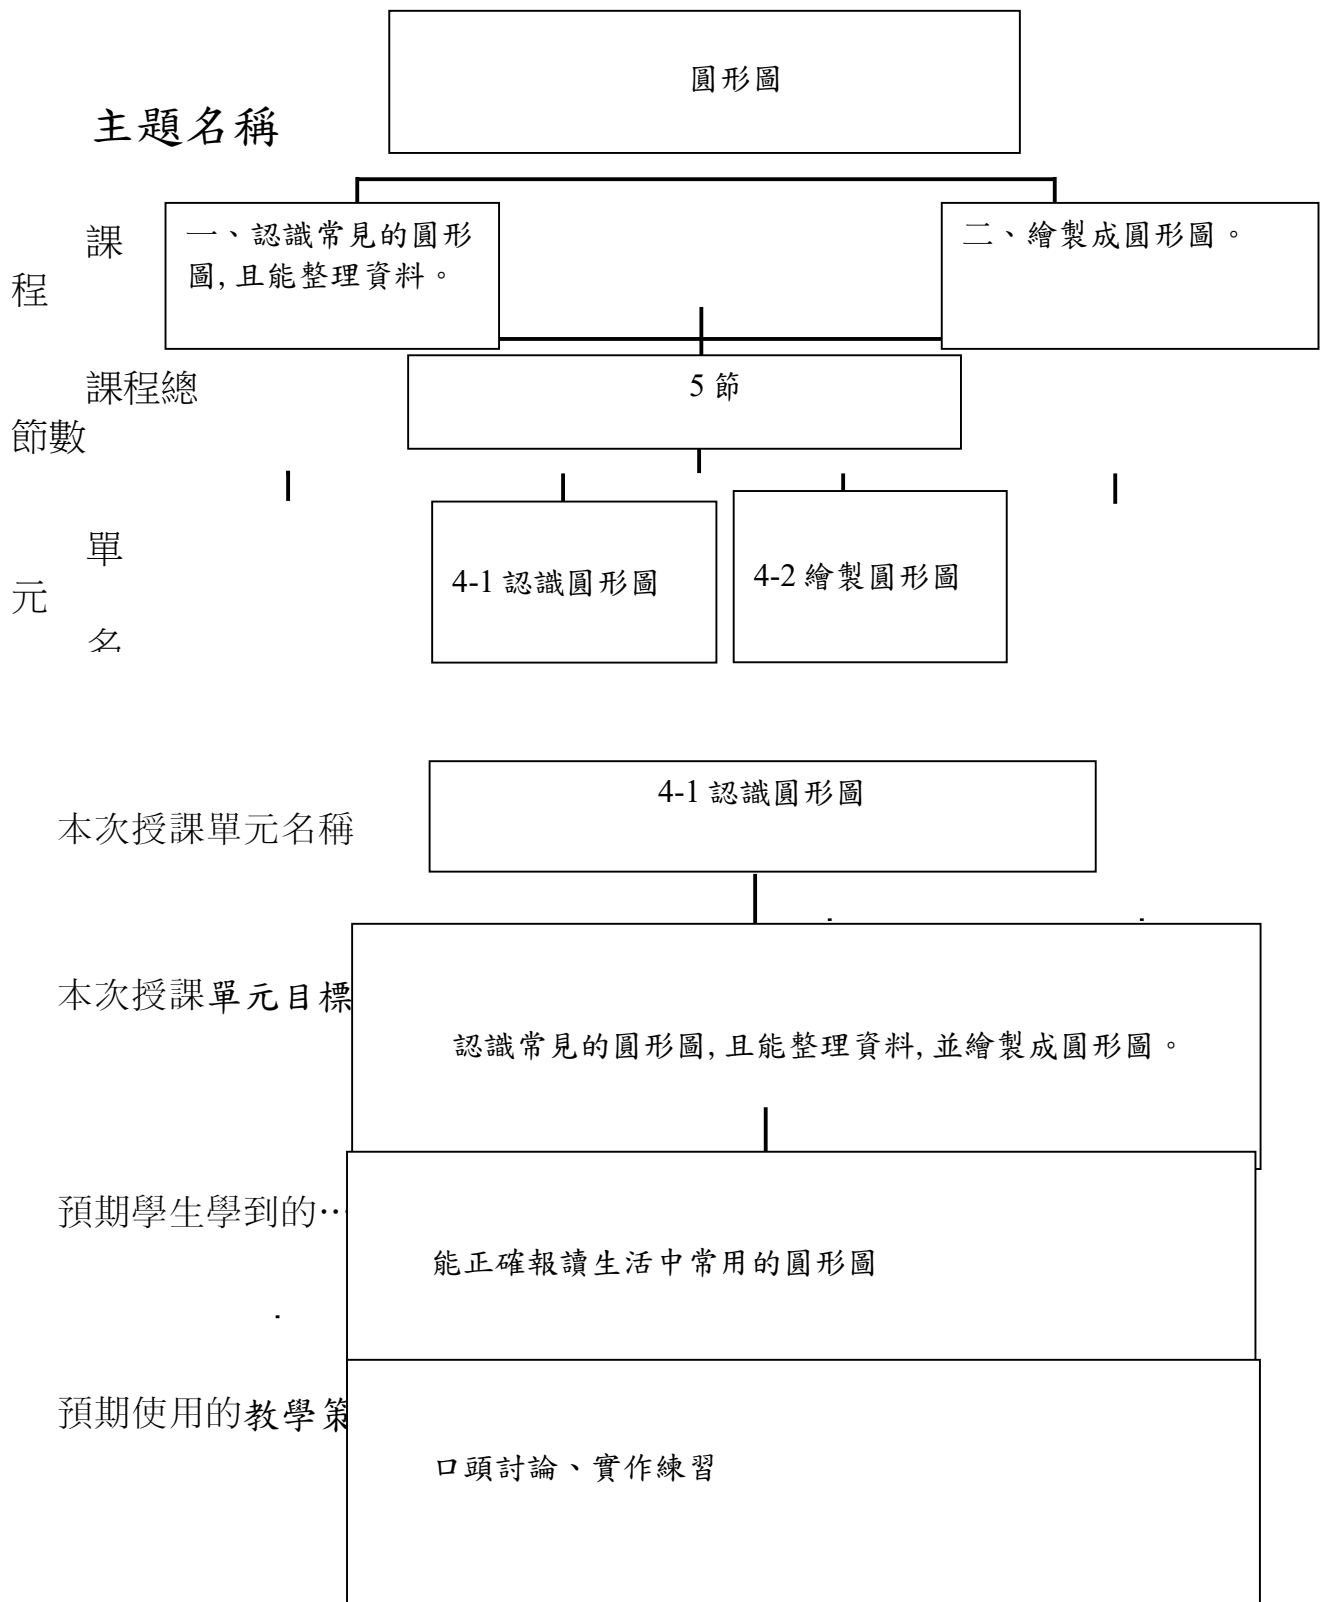 圓形圖
主題名稱
課
程
一、認識常見的圓形
圖,且能整理資料。
二、繪製成圓形圖。
課程總
節數
5 節
單
元
名
4-1 認識圓形圖
4-2 繪製圓形圖
本次授課單元名稱
4-1 認識圓形圖
本次授課單元目標
認識常見的圓形圖,且能整理資料,並繪製成圓形圖。
預期學生學到的…
能正確報讀生活中常用的圓形圖
預期使用的教學策
口頭討論、實作練習